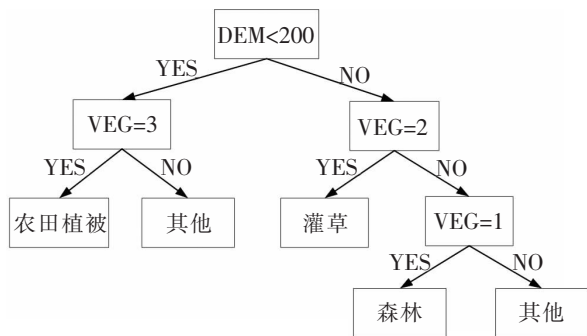 DEM<200
YES
NO
VEG=3
VEG=2
YES
NO
YES
NO
农田植被
其他
灌草
VEG=1
YES
NO
森林
其他